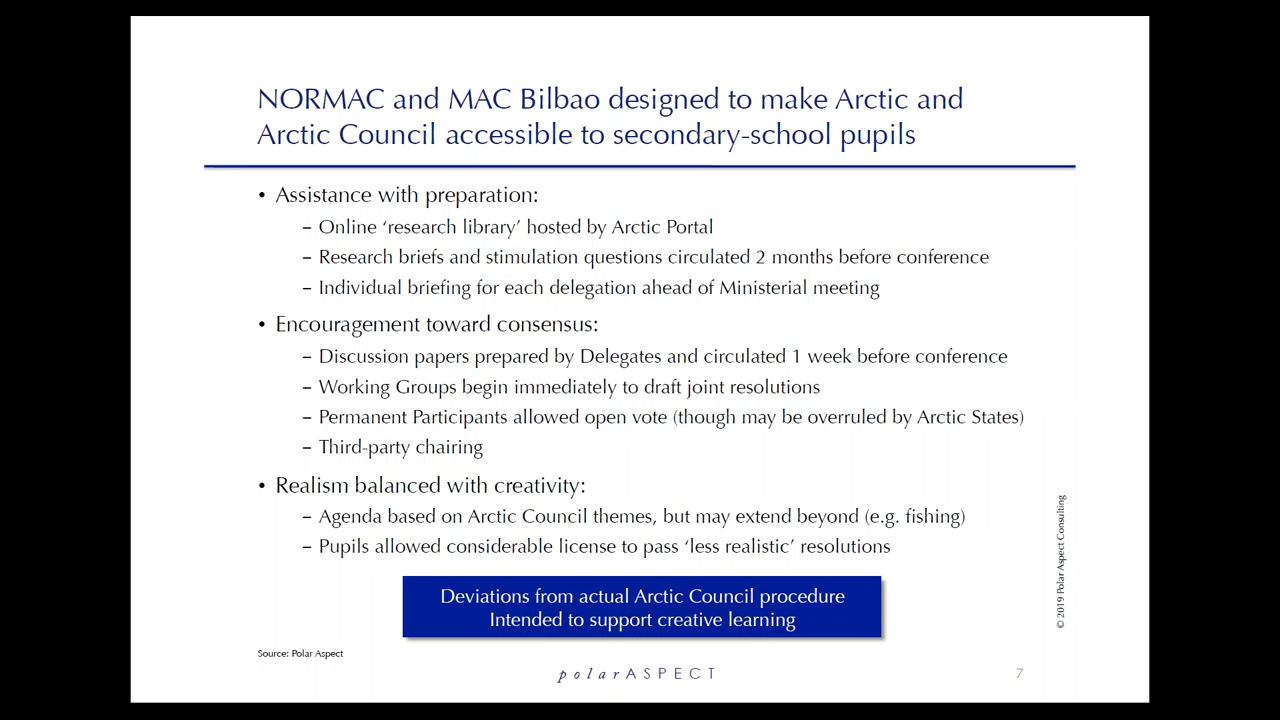 NORMAC and MAC Bilbao designed to make Arctic and
Arctic Council accessible to secondary-school pupils
• Assistance with preparation:
– Online ‘research library’ hosted by Arctic Portal
– Research briefs and stimulation questions circulated 2 months before conference
– Individual briefing for each delegation ahead of Ministerial meeting
• Encouragement toward consensus:
– Discussion papers prepared by Delegates and circulated 1 week before conference
– Working Groups begin immediately to draft joint resolutions
– Permanent Participants allowed open vote (though may be overruled by Arctic States)
– Third-party chairing
• Realism balanced with creativity:
– Agenda based on Arctic Council themes, but may extend beyond (e.g. fishing)
– Pupils allowed considerable license to pass ‘less realistic’ resolutions
Deviations from actual Arctic Council procedure
Intended to support creative learning
© 2019 Polar Aspect Consulting
Source: Polar Aspect
polarASPECT
7